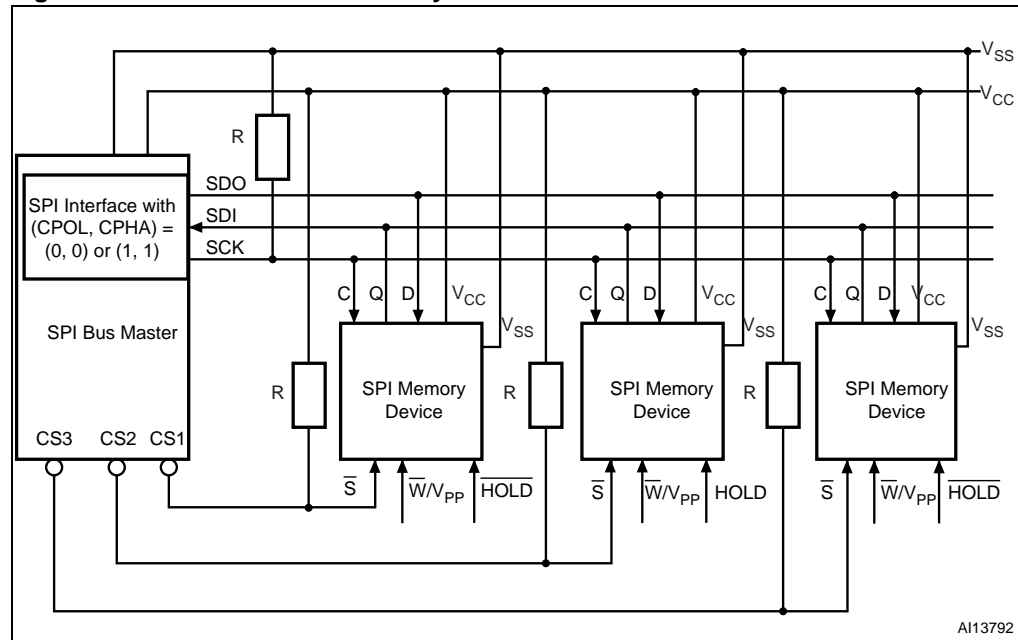 V_SS
V_CC
R
SDO
SPI Interface with
(CPOL, CPHA) =
(0, 0) or (1, 1)
SDI
SCK
C Q D V_CC
C Q D V_CC
C Q D V_CC
V_SS
V_SS
V_SS
SPI Bus Master
R
SPI Memory
Device
R
SPI Memory
Device
R
SPI Memory
Device
CS3 CS2 CS1
S̅ W̅/V_PP H̅O̅L̅D̅
S̅ W̅/V_PP HOLD
S̅ W̅/V_PP H̅O̅L̅D̅
AI13792